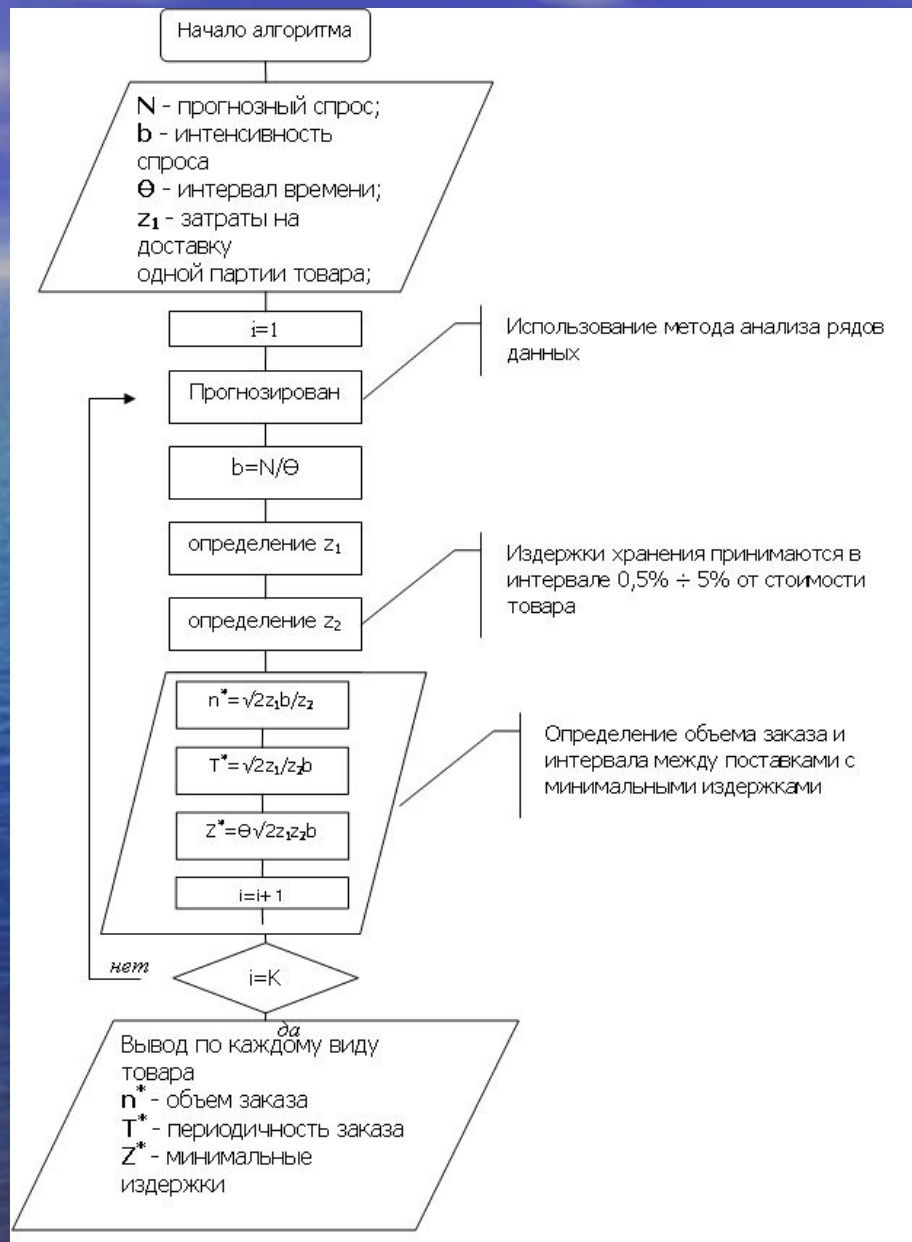 Начало алгоритма
N - прогнозный спрос;
b - интенсивность
спроса
Θ - интервал времени;
z₁ - затраты на
доставку
одной партии товара;
i=1
Использование метода анализа рядов
данных
Прогнозирован
b=N/Θ
определение z₁
Издержки хранения принимаются в
интервале 0,5% ÷ 5% от стоимости
товара
определение z₂
n*=√2z₁b/z₂
Определение объема заказа и
интервала между поставками с
минимальными издержками
T*=√2z₁/z₂b
Z*=Θ√2z₁z₂b
i=i+1
нет
i=K
да
Вывод по каждому виду
товара
n* - объем заказа
T* - периодичность заказа
Z* - минимальные
издержки